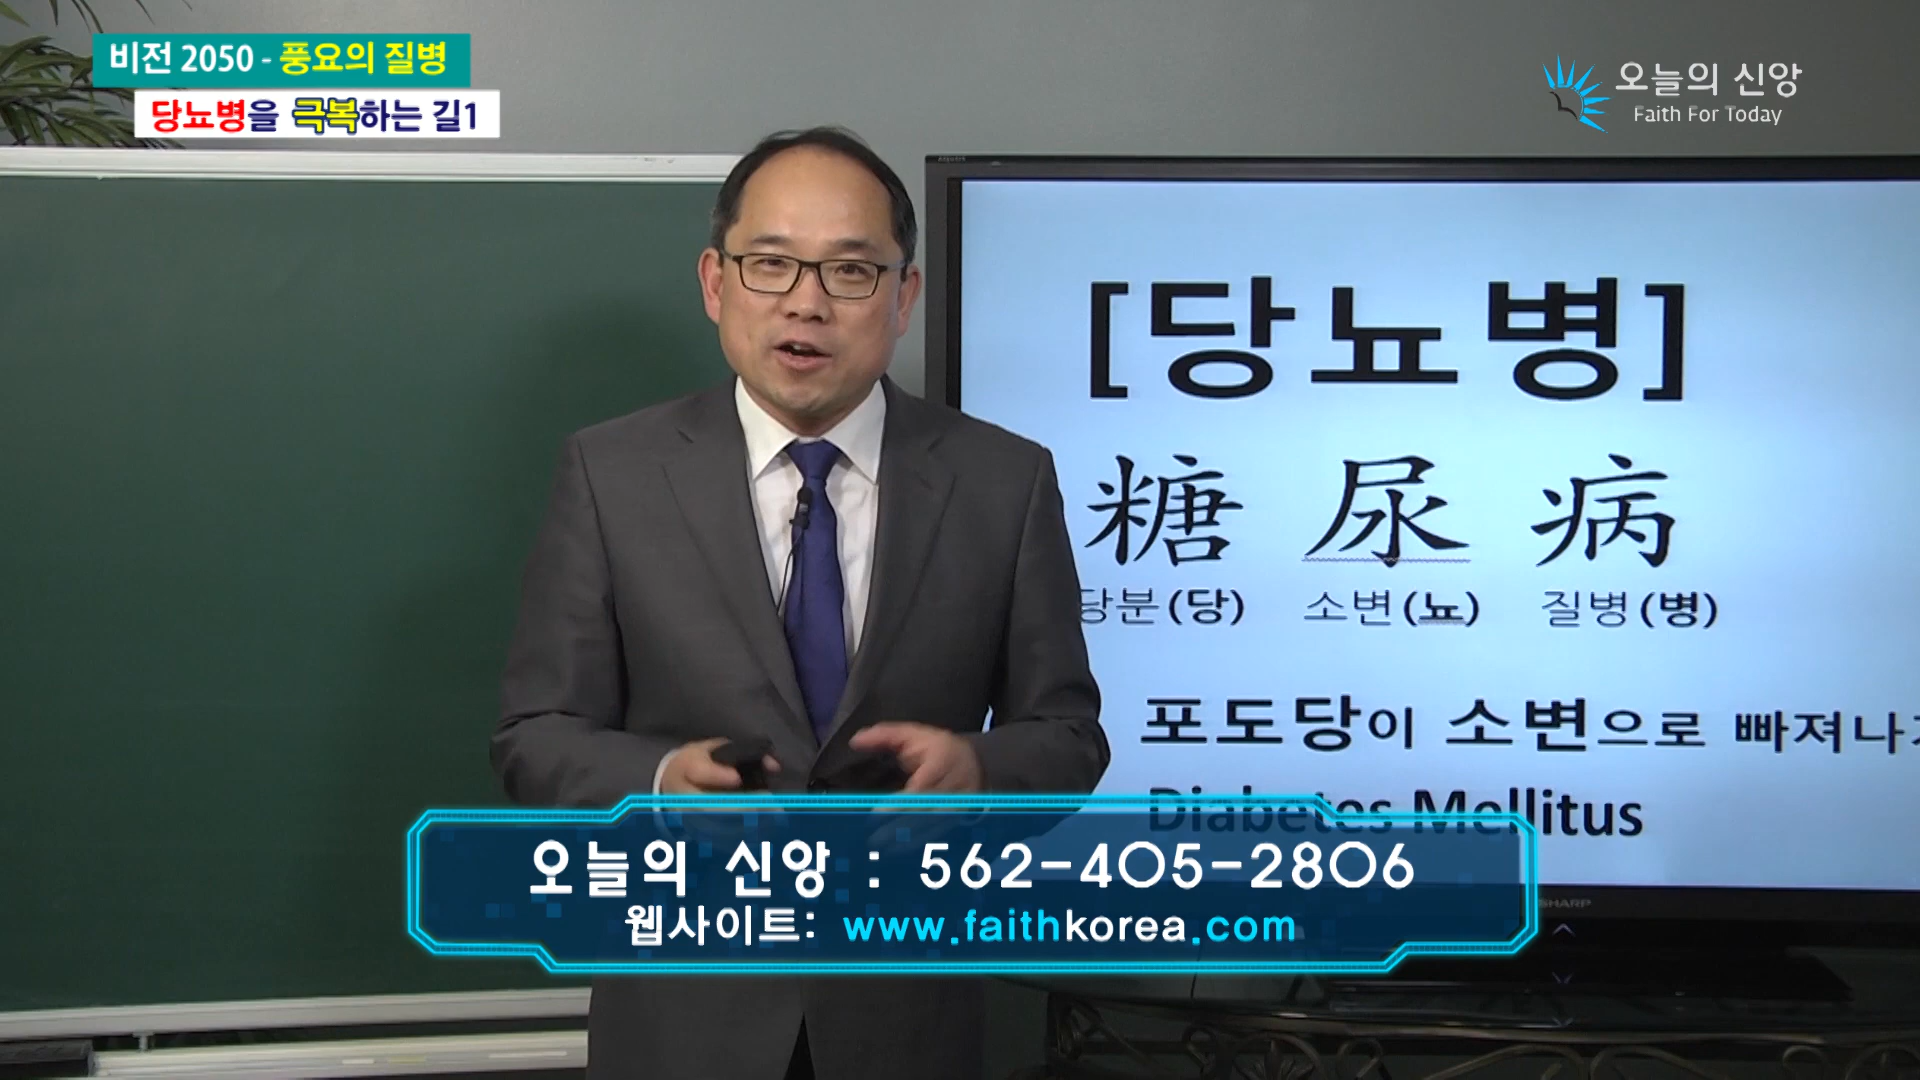 비전 2050 - 풍요의 질병
당뇨병을 극복하는 길1
오늘의 신앙
Faith For Today
[당뇨병]
糖 尿 病
당분(당) 소변(뇨) 질병(병)
포도당이 소변으로 빠져나가
Diabetes Mellitus
오늘의 신앙 : 562-405-2806
웹사이트: www.faithkorea.com
SHARP